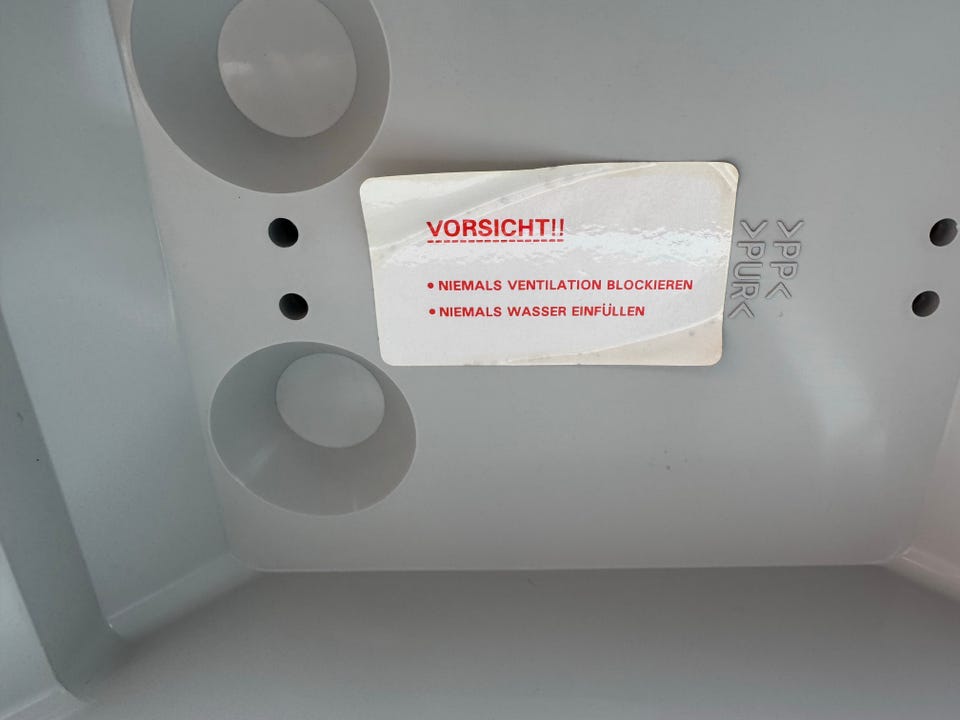 VORSICHT!!
• NIEMALS VENTILATION BLOCKIEREN
• NIEMALS WASSER EINFÜLLEN
>PP<
>PUR<